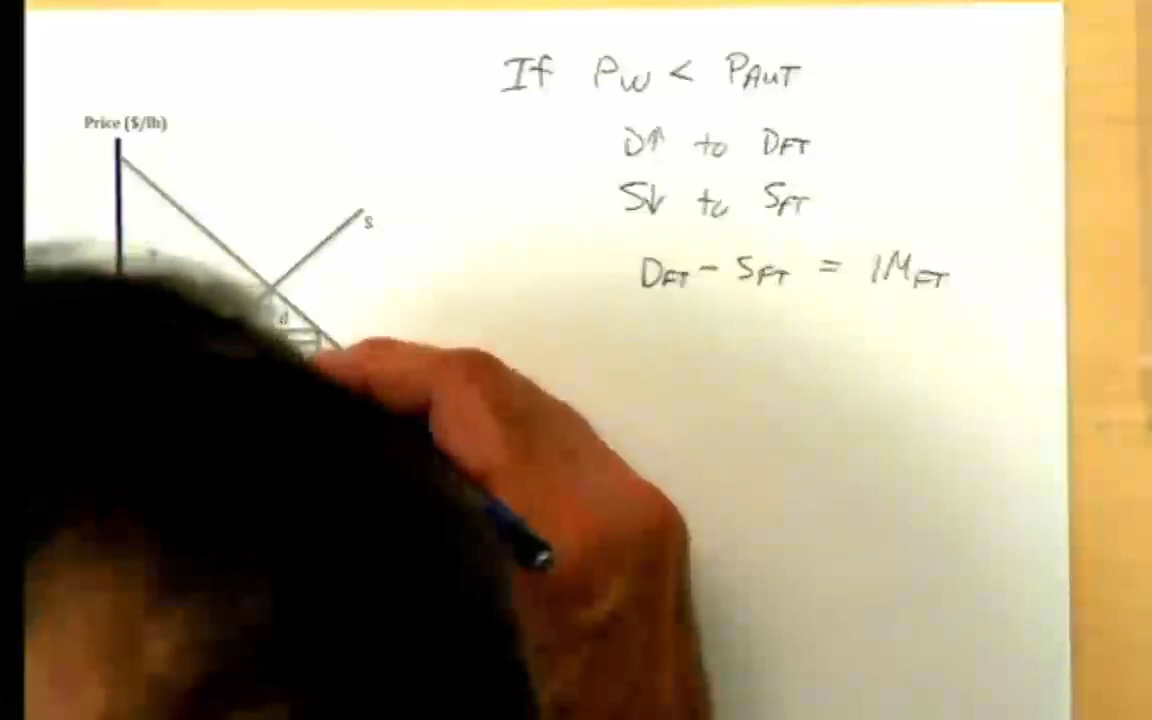 If PW < PAUT
Price ($/lb)
D↑ to DFT
S↓ to SFT
S
DFT - SFT = IMFT
d